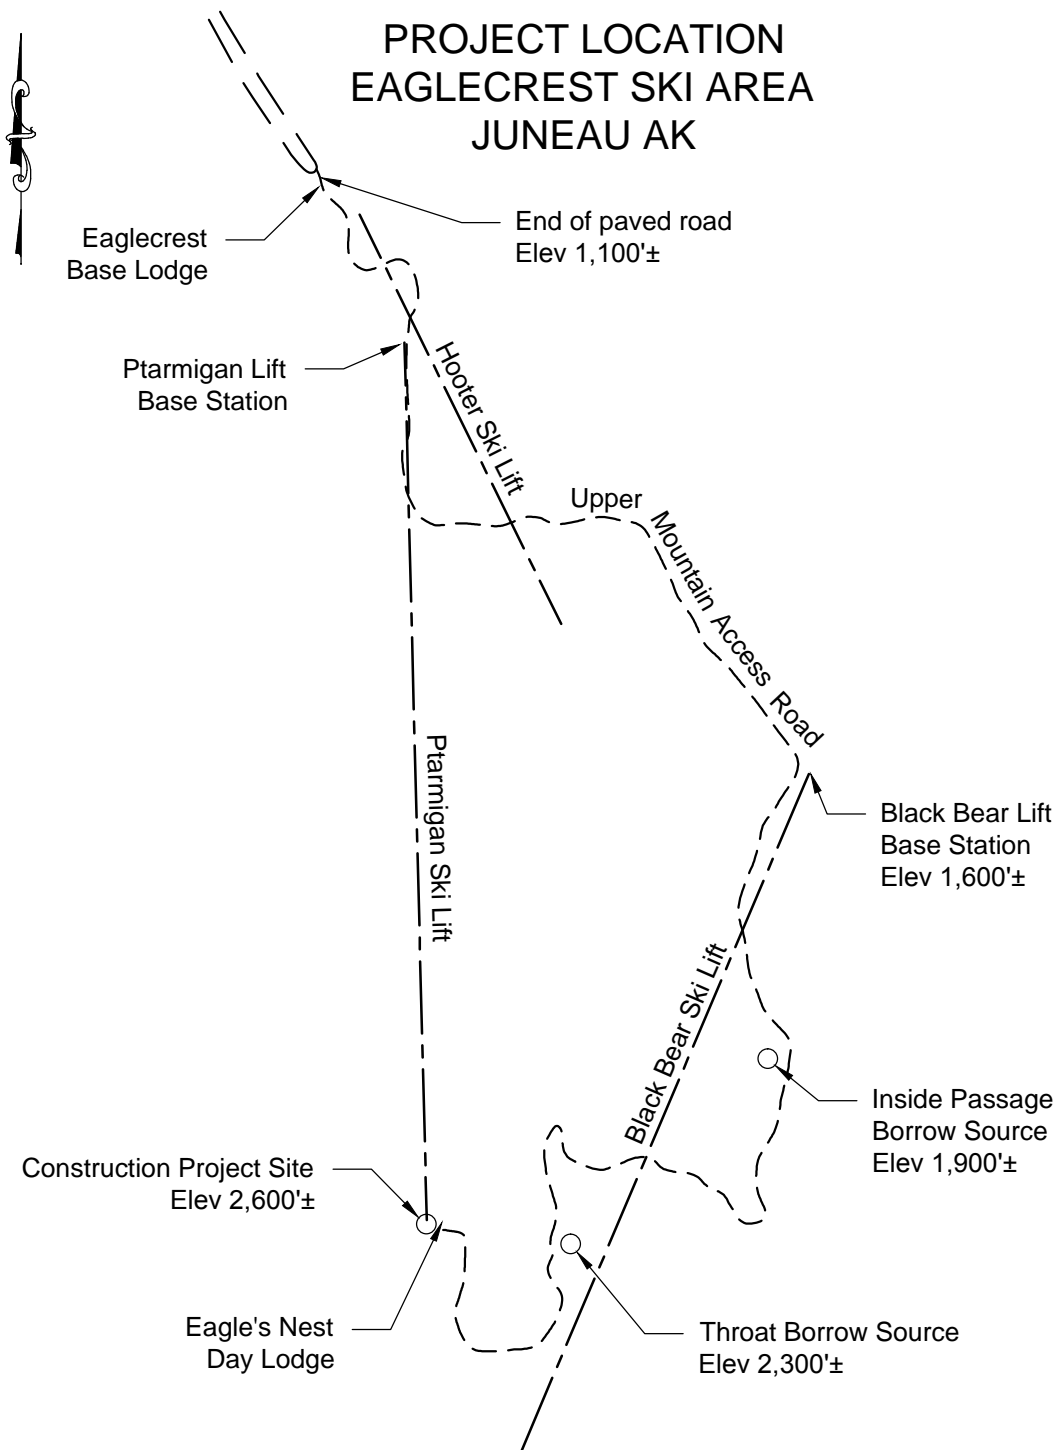 PROJECT LOCATION
EAGLECREST SKI AREA
JUNEAU AK
End of paved road
Elev 1,100'±
Eaglecrest
Base Lodge
Ptarmigan Lift
Base Station
Hooter Ski Lift
Upper Mountain Access Road
Ptarmigan Ski Lift
Black Bear Lift
Base Station
Elev 1,600'±
Black Bear Ski Lift
Inside Passage
Borrow Source
Elev 1,900'±
Construction Project Site
Elev 2,600'±
Eagle's Nest
Day Lodge
Throat Borrow Source
Elev 2,300'±